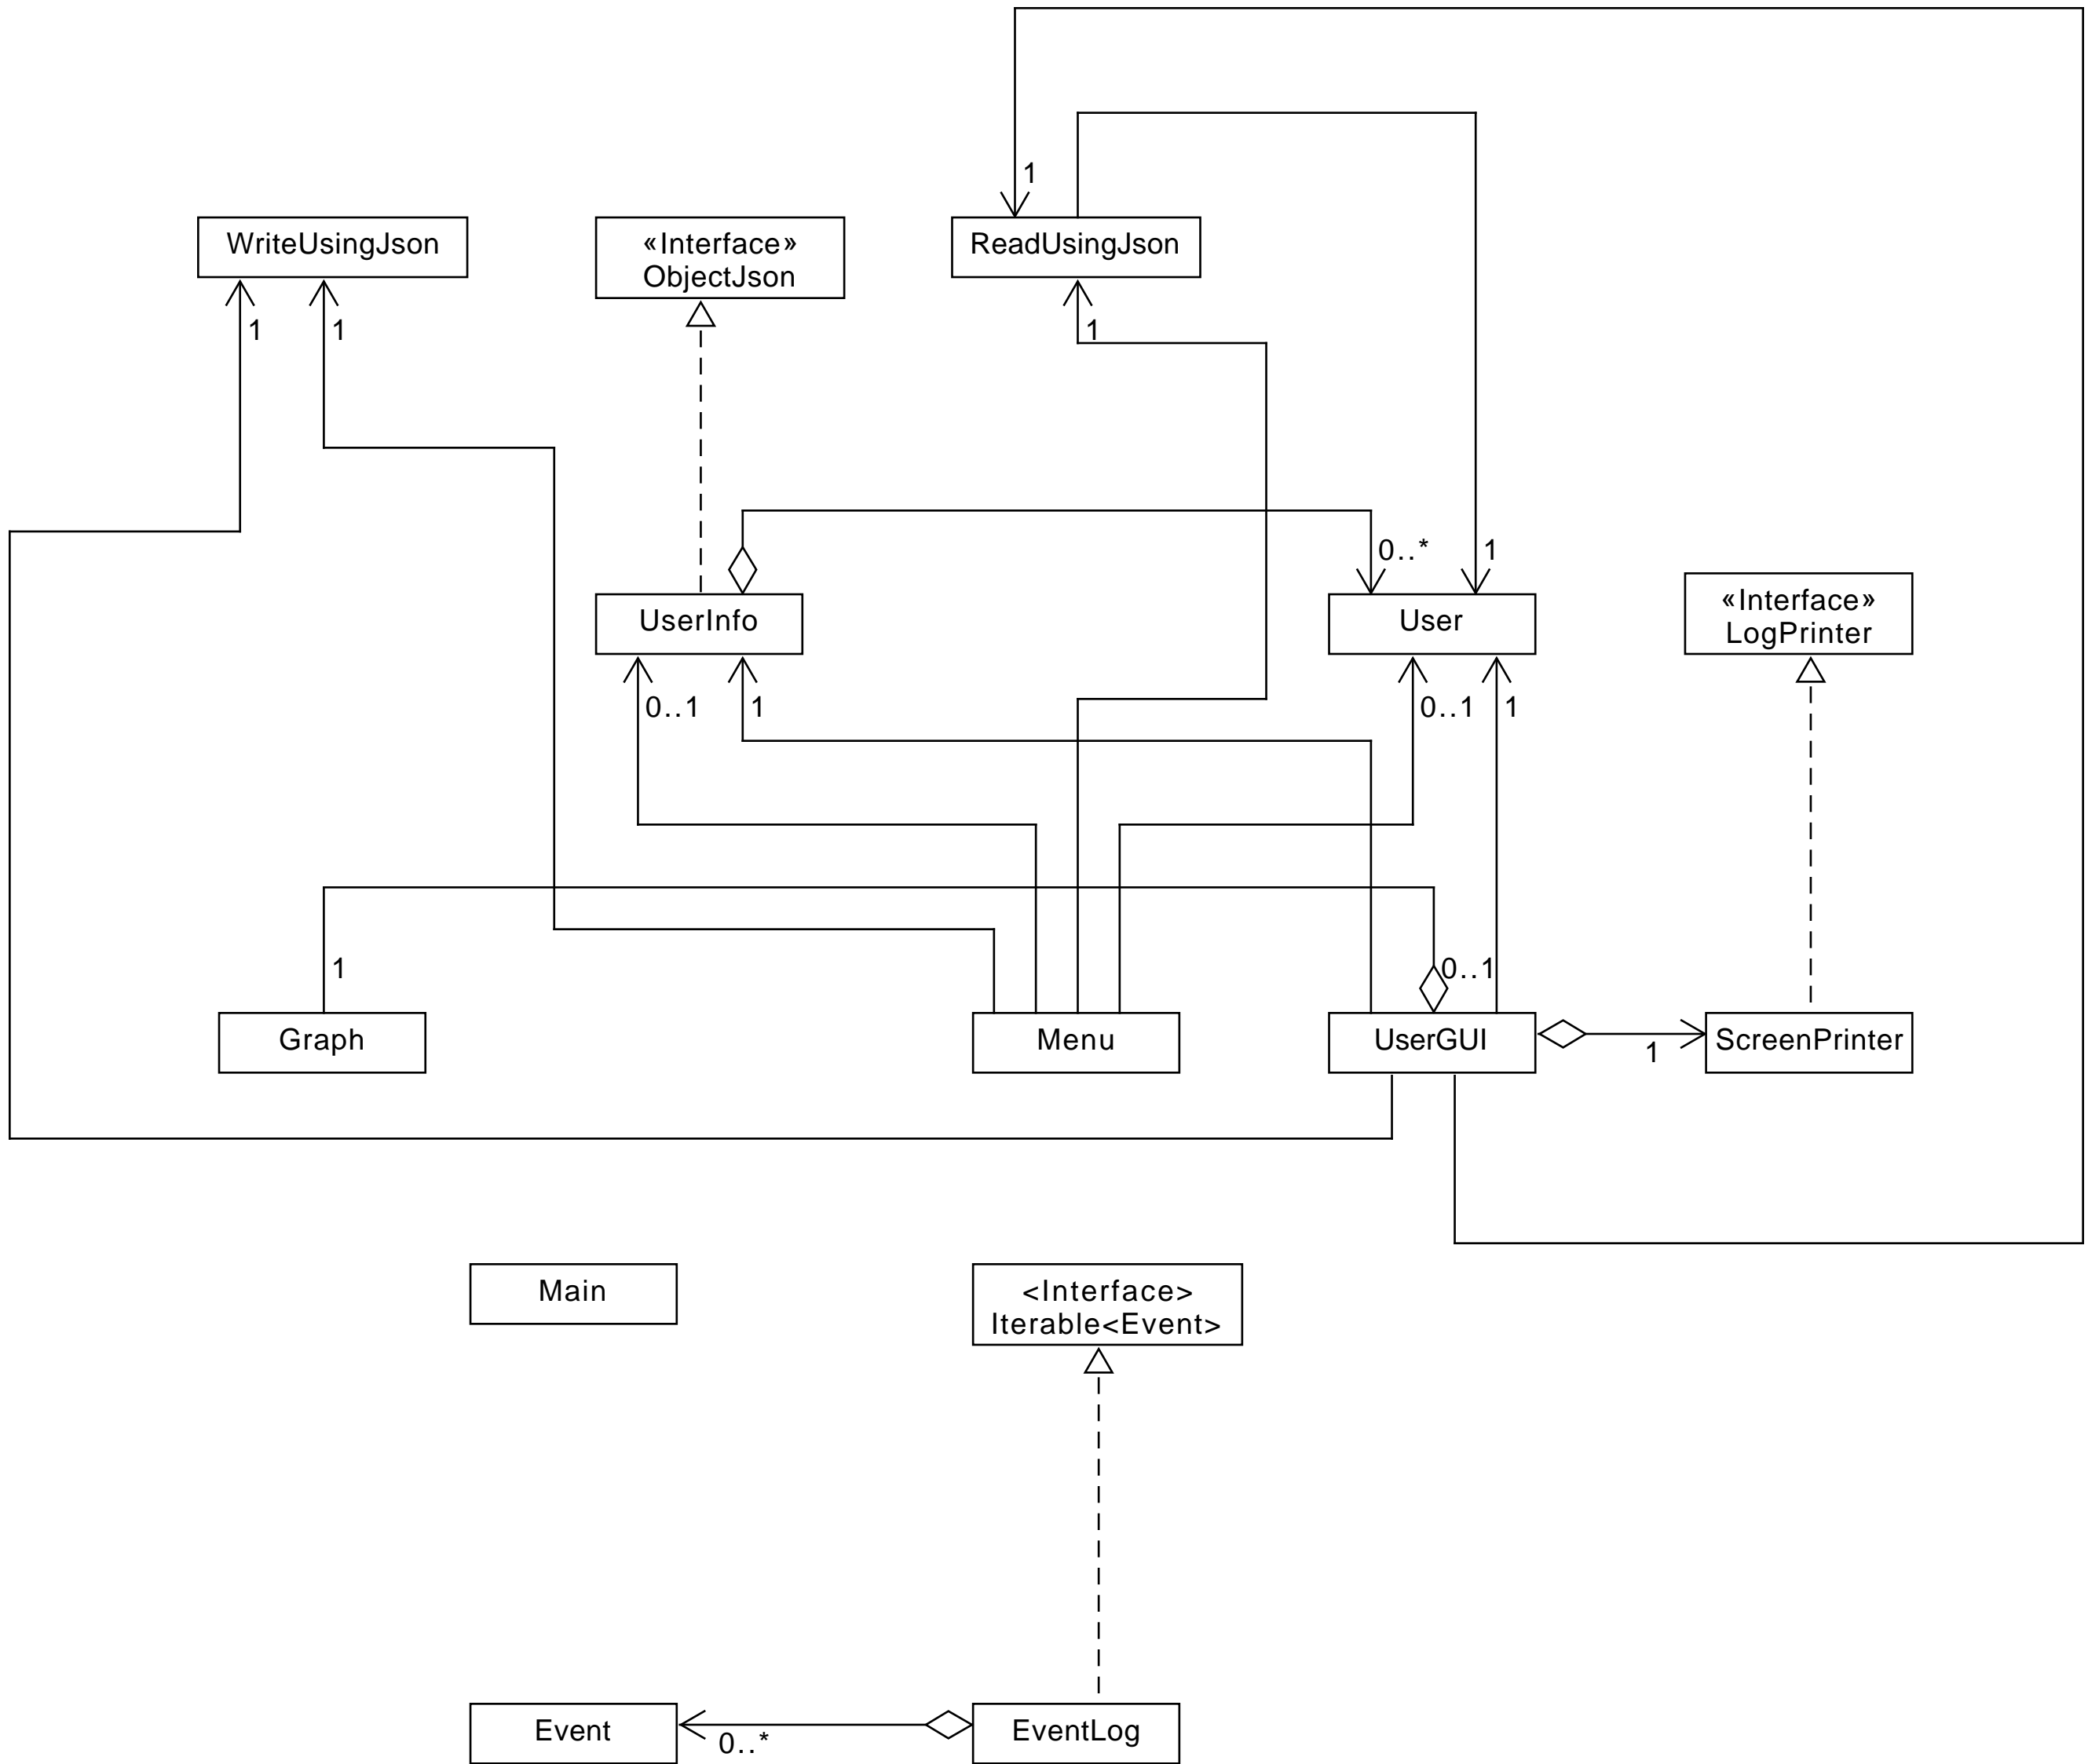 1
WriteUsingJson
«Interface»
ObjectJson
ReadUsingJson
1
1
1
0..*
1
UserInfo
User
«Interface»
LogPrinter
0..1
1
0..1
1
1
0..1
Graph
Menu
UserGUI
1
ScreenPrinter
Main
<Interface>
Iterable<Event>
Event
0..*
EventLog